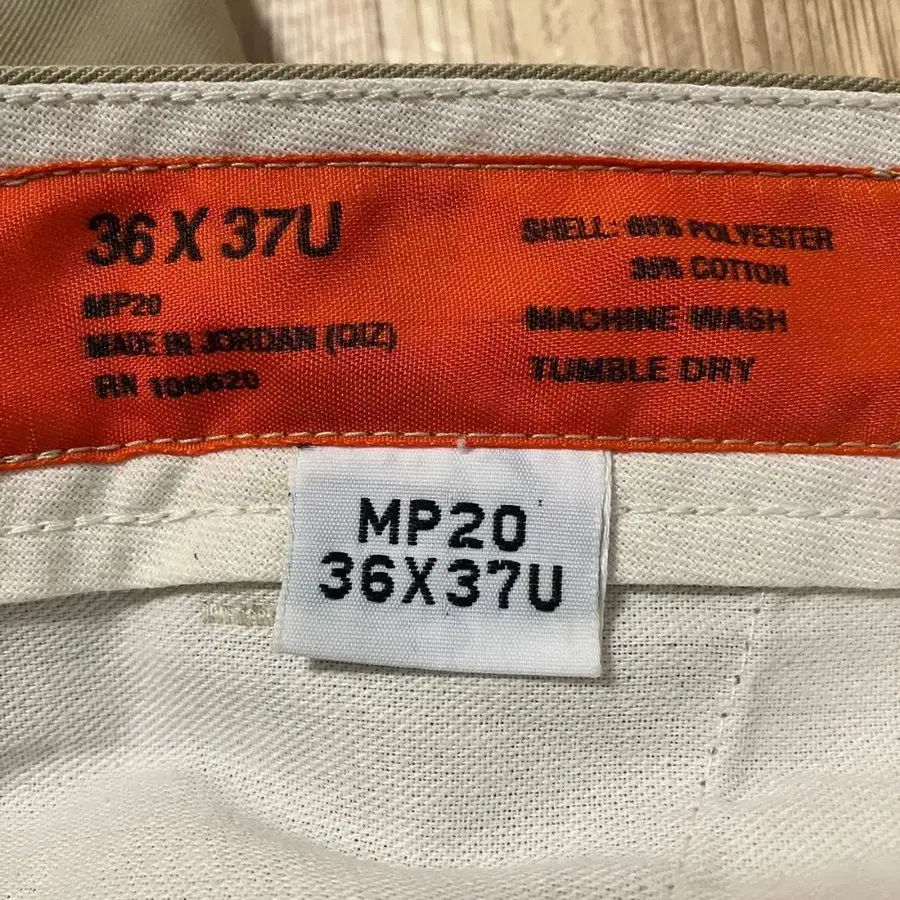 36 X 37U
MP20
MADE IN JORDAN (QIZ)
RN 106620
SHELL: 65% POLYESTER
35% COTTON
MACHINE WASH
TUMBLE DRY
MP20
36X37U